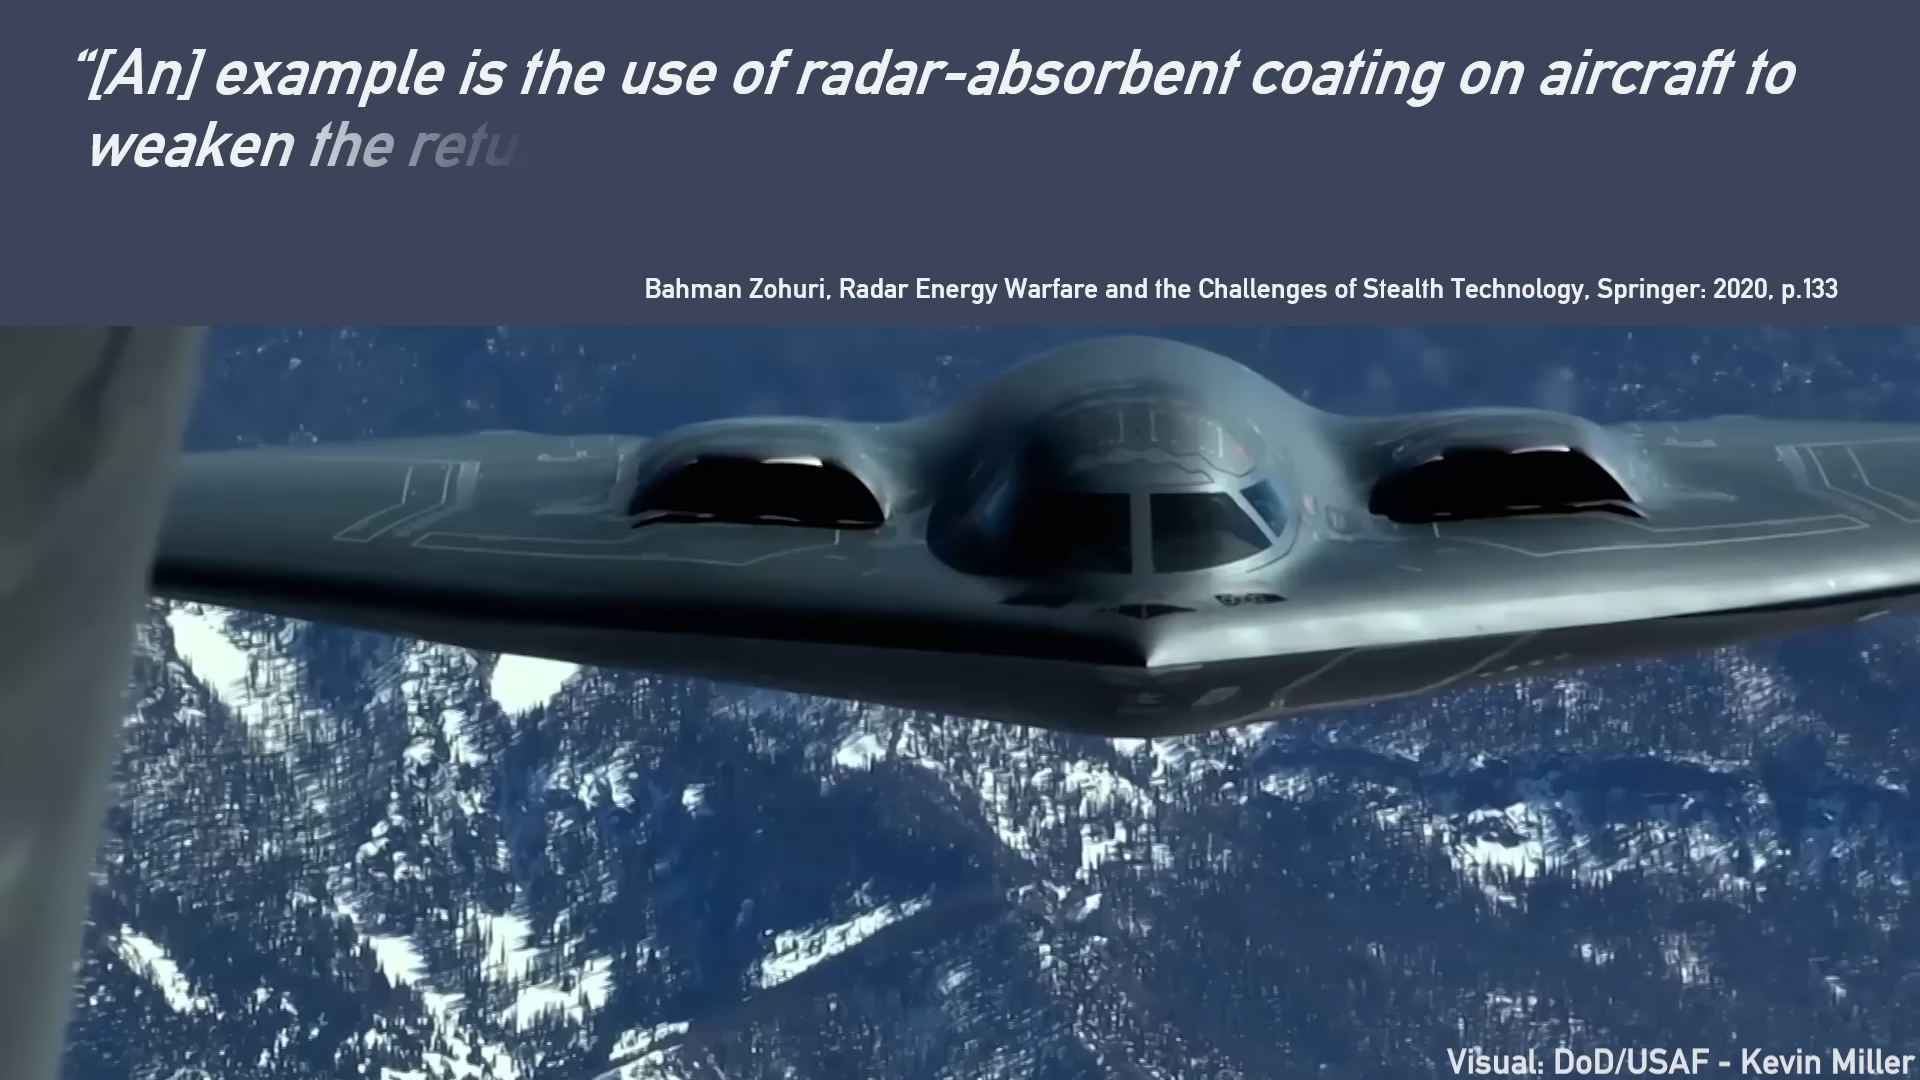 “[An] example is the use of radar-absorbent coating on aircraft to
weaken the
Bahman Zohuri, Radar Energy Warfare and the Challenges of Stealth Technology, Springer: 2020, p.133
Visual: DoD/USAF - Kevin Miller